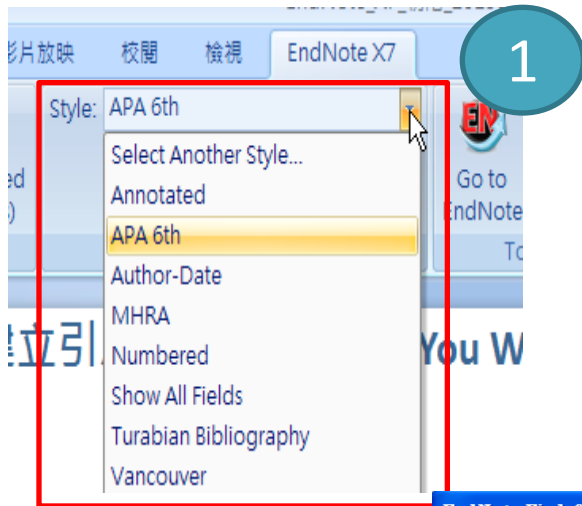 片放映 校閱 檢視 EndNote X7
1
Style: APA 6th
Select Another Style...
Annotated
APA 6th
Author-Date
MHRA
Numbered
Show All Fields
Turabian Bibliography
Vancouver
Go to
EndNote
立引
You W